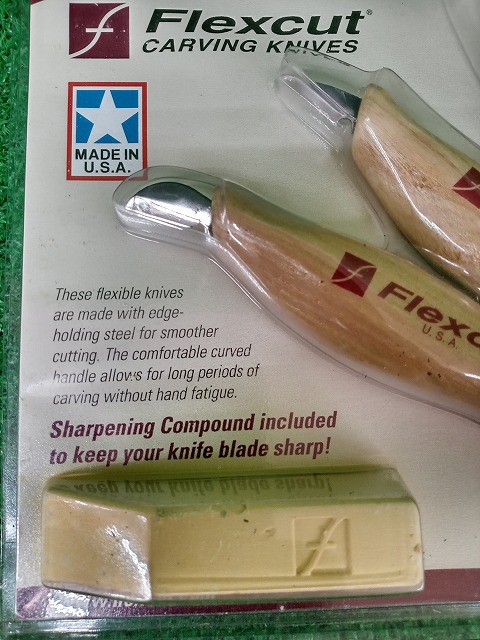 Flexcut®
CARVING KNIVES
MADE IN
U.S.A.
These flexible knives
are made with edge-
holding steel for smoother
cutting. The comfortable curved
handle allows for long periods of
carving without hand fatigue.
Sharpening Compound included
to keep your knife blade sharp!
Flexc
U.S.A.